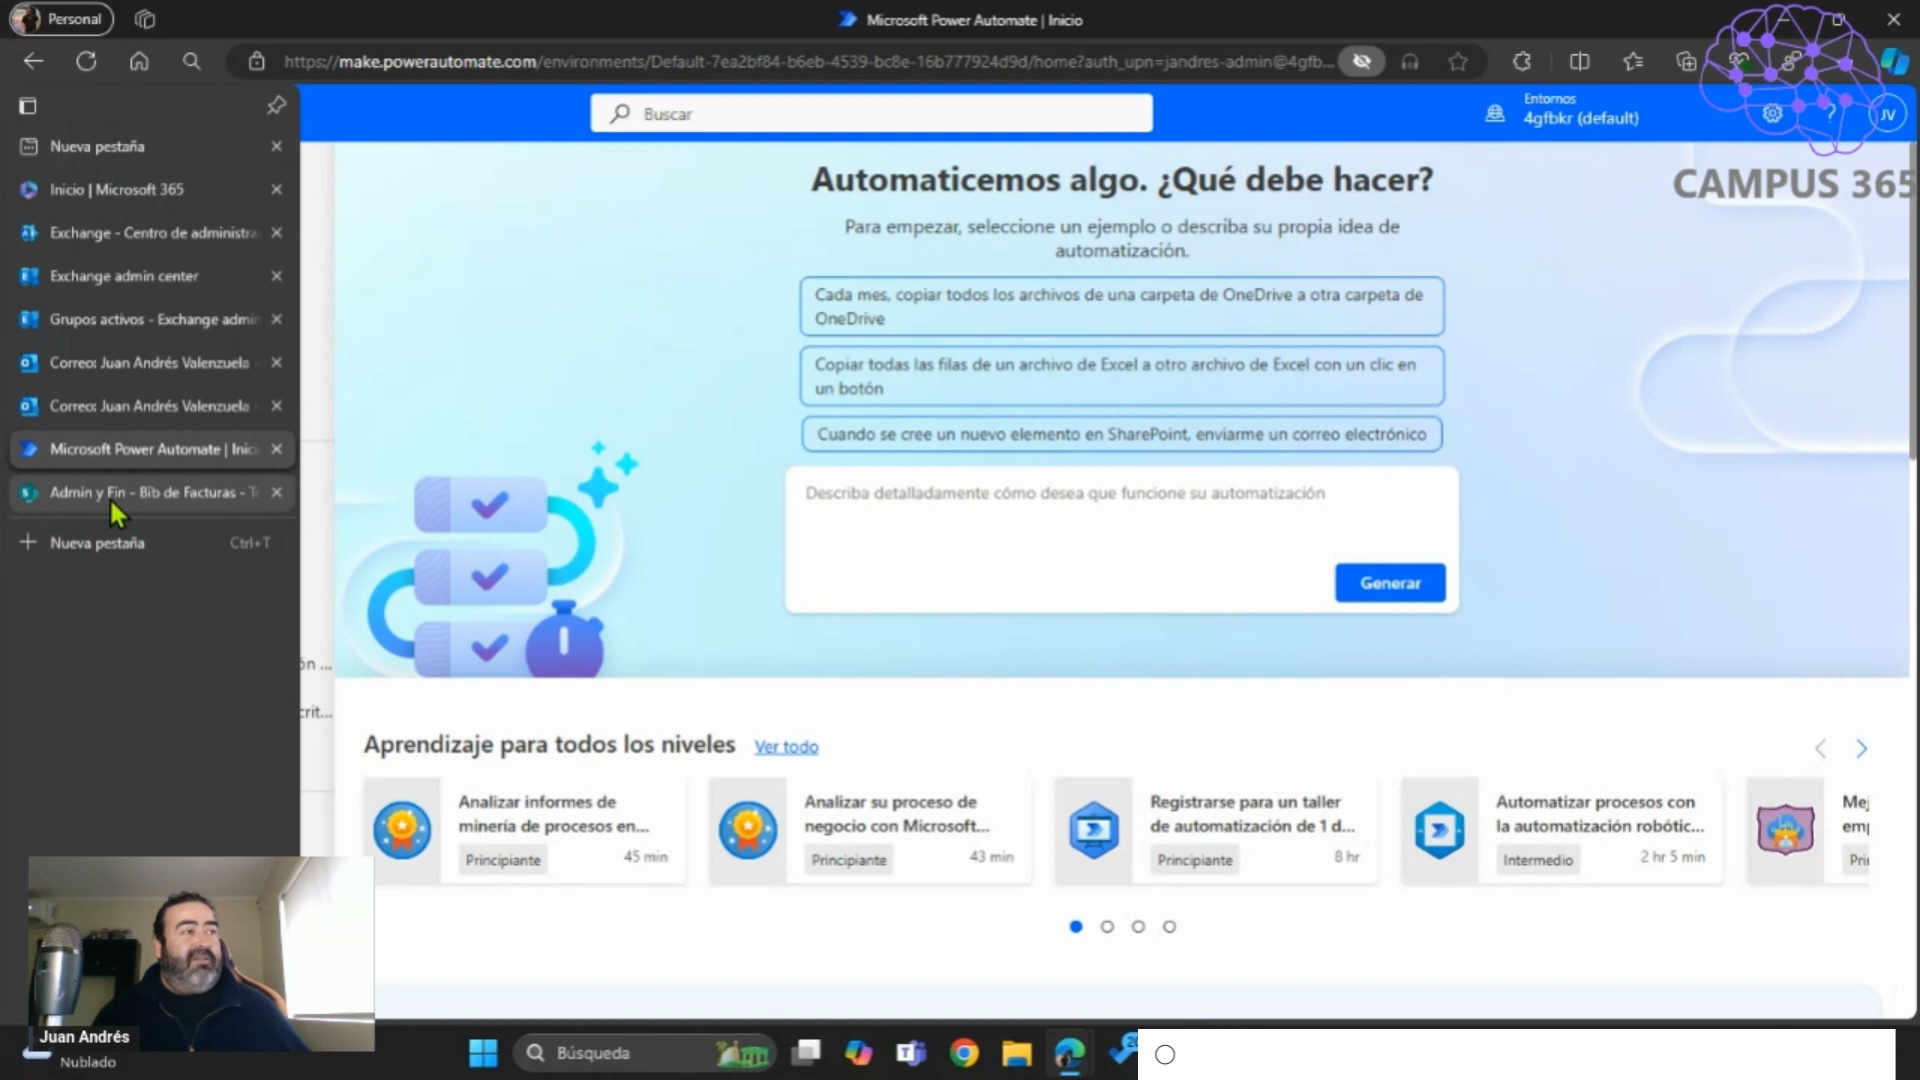 Personal
Microsoft Power Automate | Inicio
https://make.powerautomate.com/environments/Default-7ea2bf84-b6eb-4539-bc8e-16b777924d9d/home?auth_upn=jandres-admin@4gfb...
Nueva pestaña
Inicio | Microsoft 365
Exchange - Centro de administra
Exchange admin center
Grupos activos - Exchange admin
Correo: Juan Andrés Valenzuela -
Correo: Juan Andrés Valenzuela -
Microsoft Power Automate | Inici
Admin y Fin - Bib de Facturas - T
Nueva pestaña Ctrl+T
Buscar
Entornos
4gfbkr (default)
?
JV
CAMPUS 365
Automaticemos algo. ¿Qué debe hacer?
Para empezar, seleccione un ejemplo o describa su propia idea de
automatización.
Cada mes, copiar todos los archivos de una carpeta de OneDrive a otra carpeta de
OneDrive
Copiar todas las filas de un archivo de Excel a otro archivo de Excel con un clic en
un botón
Cuando se cree un nuevo elemento en SharePoint, enviarme un correo electrónico
Describa detalladamente cómo desea que funcione su automatización
Generar
ón ...
crit...
Aprendizaje para todos los niveles Ver todo
Analizar informes de
minería de procesos en...
Principiante 45 min
Analizar su proceso de
negocio con Microsoft...
Principiante 43 min
Registrarse para un taller
de automatización de 1 d...
Principiante 8 hr
Automatizar procesos con
la automatización robótic...
Intermedio 2 hr 5 min
Mej
emp
Pri
Juan Andrés
Nublado
Búsqueda